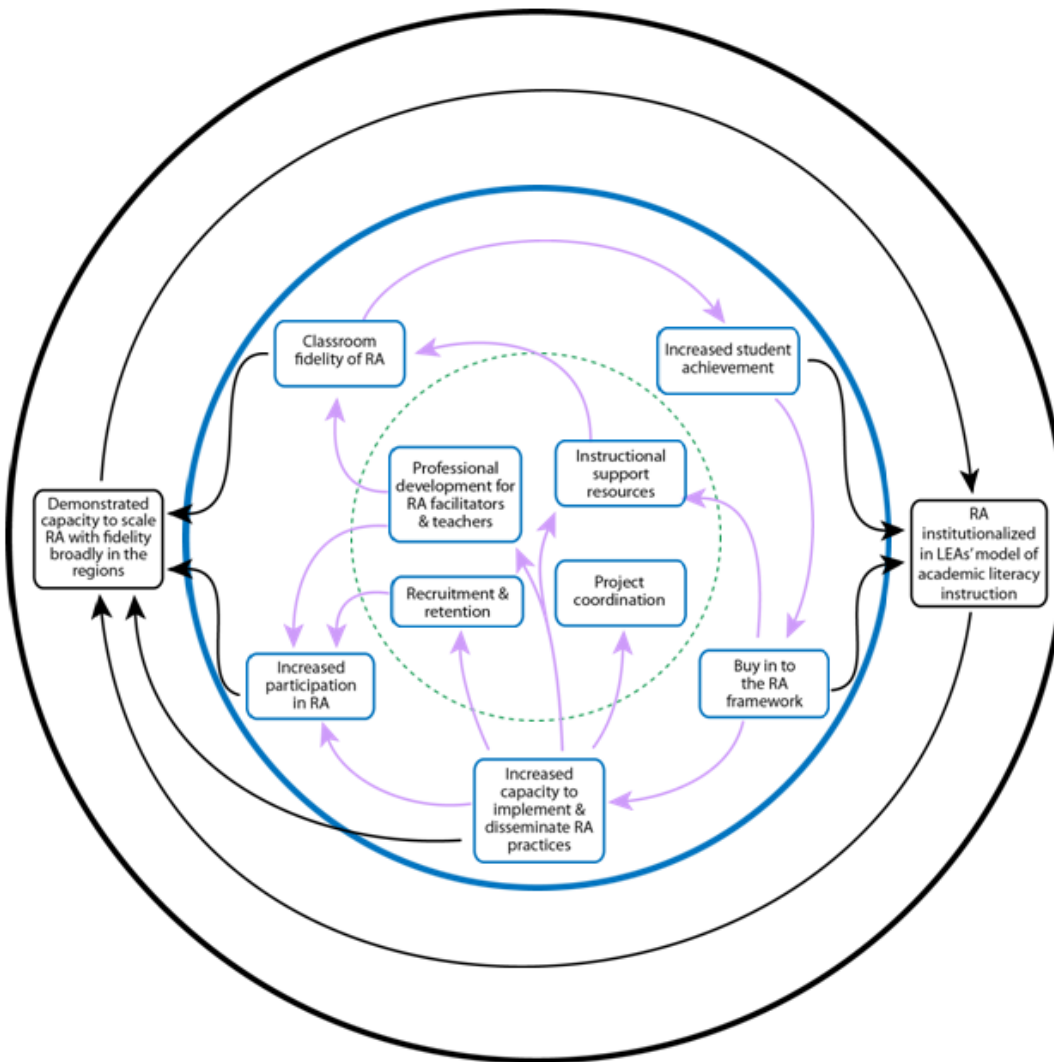 Classroom
fidelity of RA
Increased student
achievement
Professional
development for
RA facilitators
& teachers
Instructional
support
resources
Demonstrated
capacity to scale
RA with fidelity
broadly in the
regions
RA
institutionalized
in LEAs' model of
academic literacy
instruction
Recruitment &
retention
Project
coordination
Increased
participation
in RA
Buy in to
the RA
framework
Increased
capacity to
implement &
disseminate RA
practices